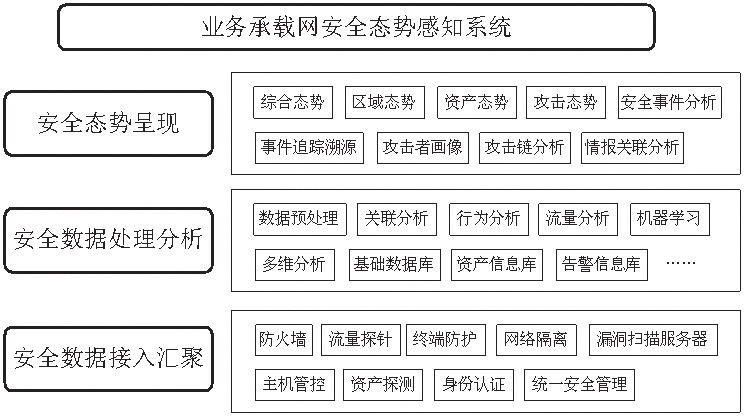 业务承载网安全态势感知系统
安全态势呈现
综合态势 区域态势 资产态势 攻击态势 安全事件分析
事件追踪溯源 攻击者画像 攻击链分析 情报关联分析
安全数据处理分析
数据预处理 关联分析 行为分析 流量分析 机器学习
多维分析 基础数据库 资产信息库 告警信息库 ……
安全数据接入汇聚
防火墙 流量探针 终端防护 网络隔离 漏洞扫描服务器
主机管控 资产探测 身份认证 统一安全管理